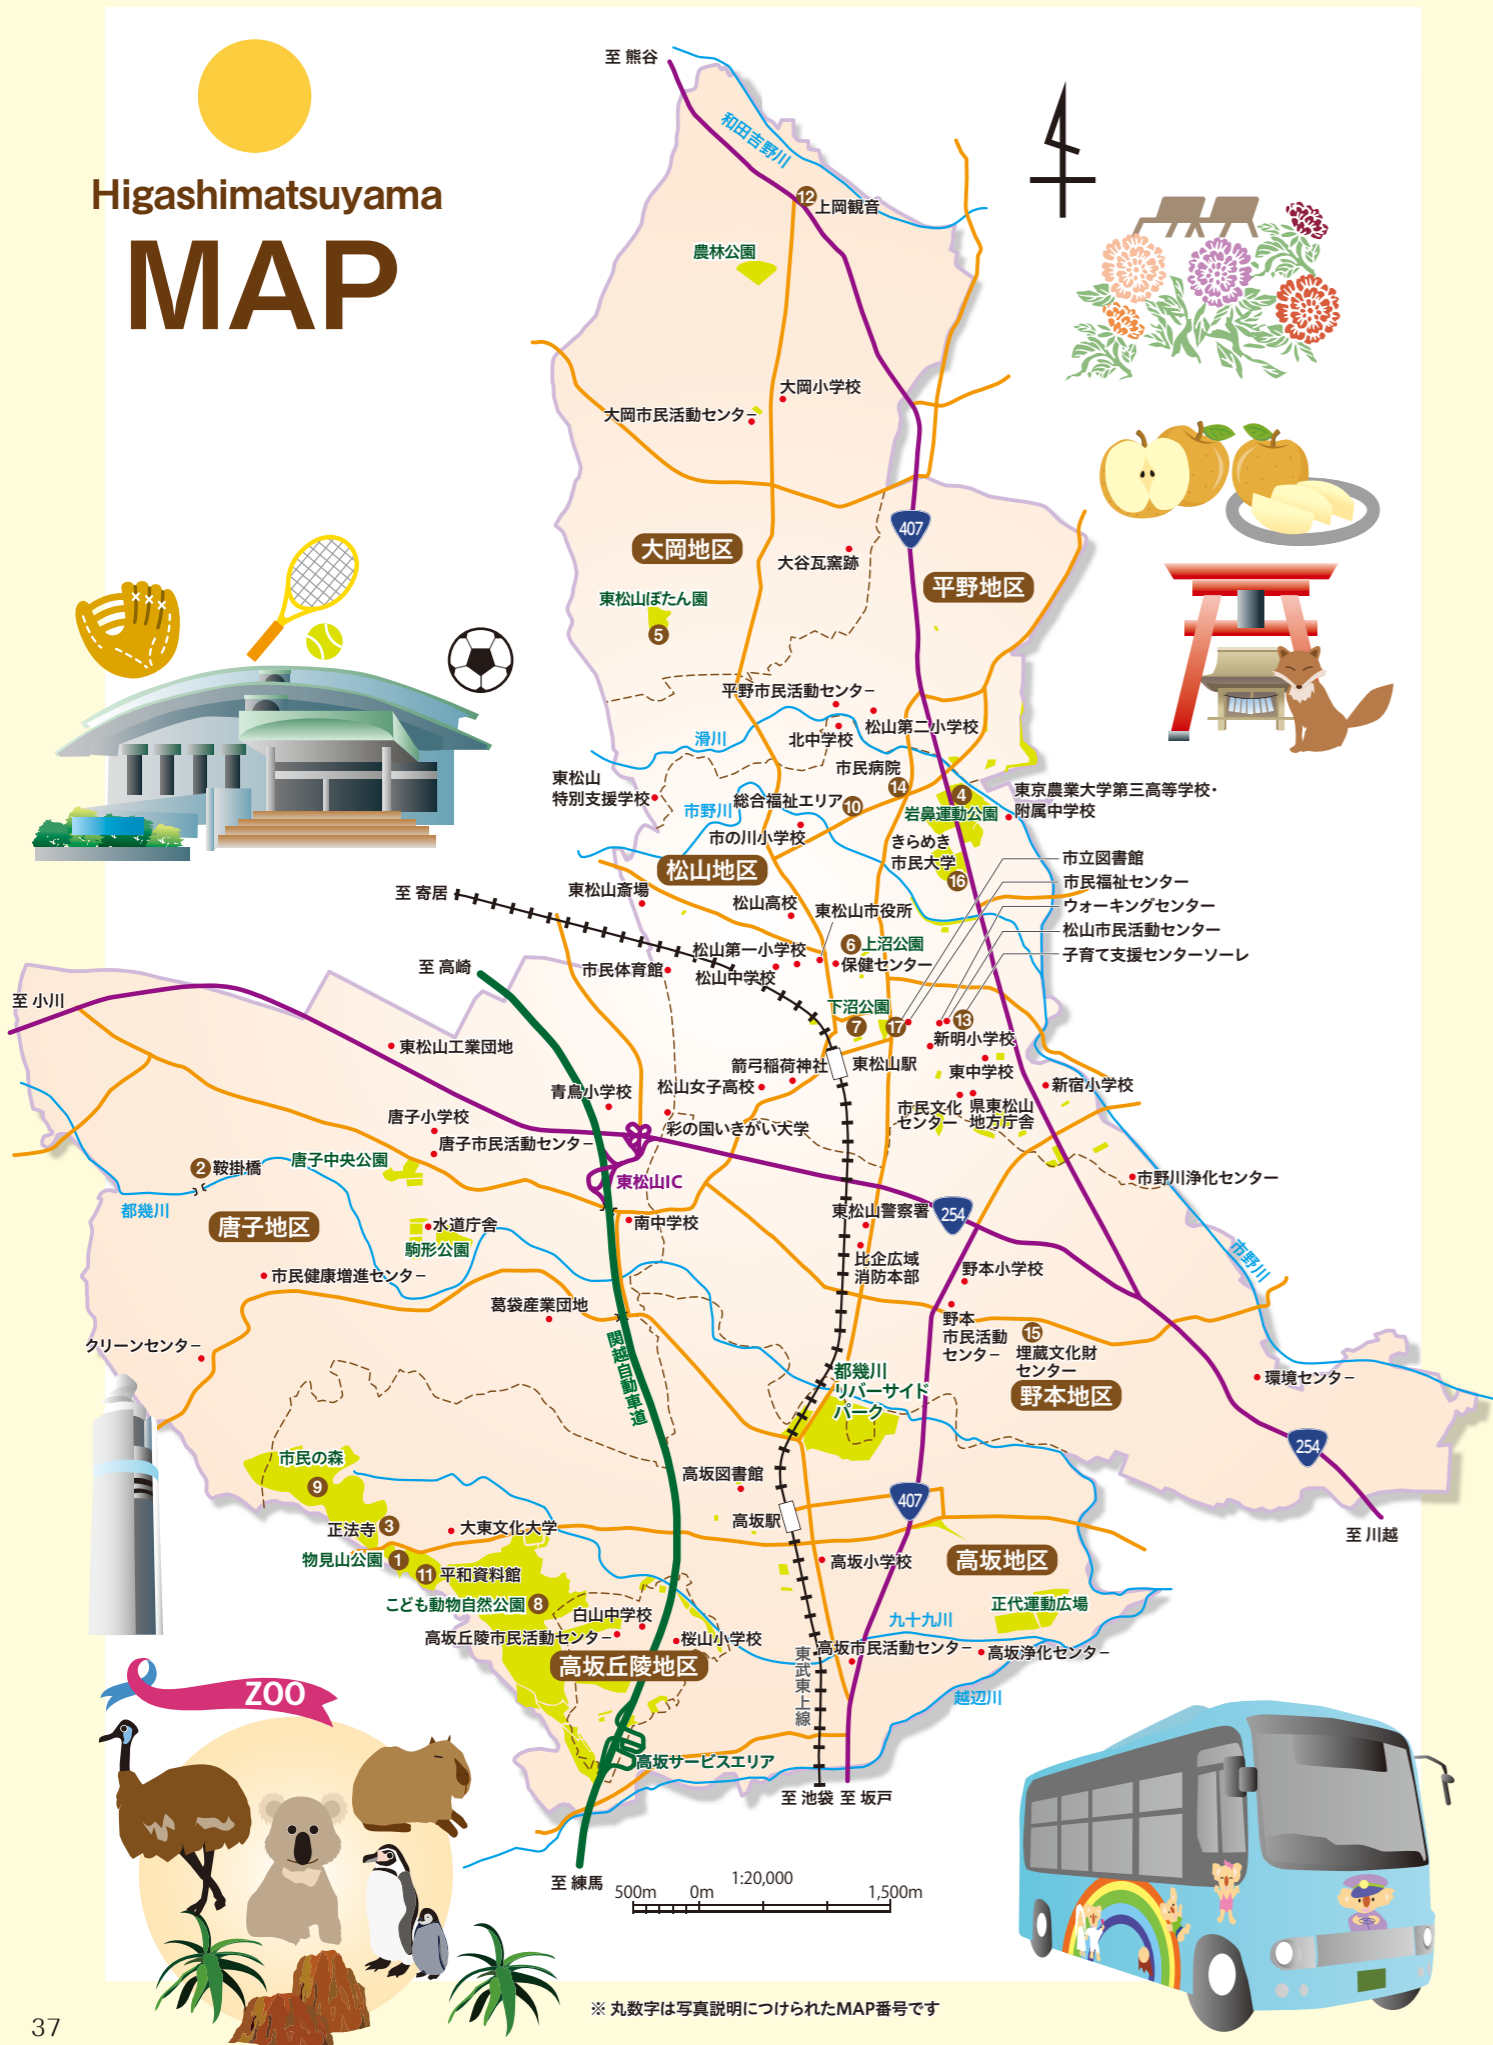 Higashimatsuyama
MAP
至 熊谷
和田吉野川
12
上岡観音
農林公園
大岡小学校
大岡市民活動センター
407
大岡地区
大谷瓦窯跡
平野地区
東松山ぼたん園
5
平野市民活動センター
松山第二小学校
北中学校
滑川
市民病院
14
東松山
特別支援学校
市野川
総合福祉エリア
10
4
岩鼻運動公園
東京農業大学第三高等学校・
附属中学校
市の川小学校
きらめき
市民大学
16
松山地区
市立図書館
市民福祉センター
ウォーキングセンター
松山市民活動センター
子育て支援センターソーレ
至 寄居
東松山斎場
松山高校
東松山市役所
松山第一小学校
6
上沼公園
保健センター
至 高崎
市民体育館
松山中学校
至 小川
下沼公園
7
17
13
新明小学校
東松山工業団地
箭弓稲荷神社
東松山駅
東中学校
青鳥小学校
松山女子高校
新宿小学校
唐子小学校
市民文化
センター
県東松山
地方庁舎
彩の国いきがい大学
唐子市民活動センター
2
鞍掛橋
唐子中央公園
東松山IC
市野川浄化センター
都幾川
唐子地区
水道庁舎
南中学校
東松山警察署
254
駒形公園
比企広域
消防本部
野本小学校
市野川
市民健康増進センター
葛袋産業団地
野本
市民活動
センター
15
埋蔵文化財
センター
クリーンセンター
関越自動車道
都幾川
リバーサイド
パーク
野本地区
環境センター
254
市民の森
9
高坂図書館
407
正法寺
3
大東文化大学
高坂駅
至 川越
物見山公園
1
11
平和資料館
高坂小学校
高坂地区
こども動物自然公園
8
白山中学校
正代運動広場
高坂丘陵市民活動センター
桜山小学校
九十九川
高坂市民活動センター
高坂浄化センター
高坂丘陵地区
東武東上線
越辺川
ZOO
高坂サービスエリア
至 池袋
至 坂戸
至 練馬
1:20,000
500m
0m
1,500m
※ 丸数字は写真説明につけられたMAP番号です
37